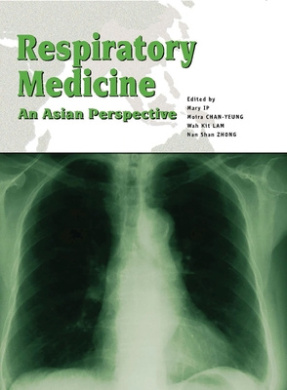 Respiratory
Medicine
An Asian Perspective
Edited by
Mary IP
Moira CHAN-YEUNG
Wah Kit LAM
Nan Shan ZHONG